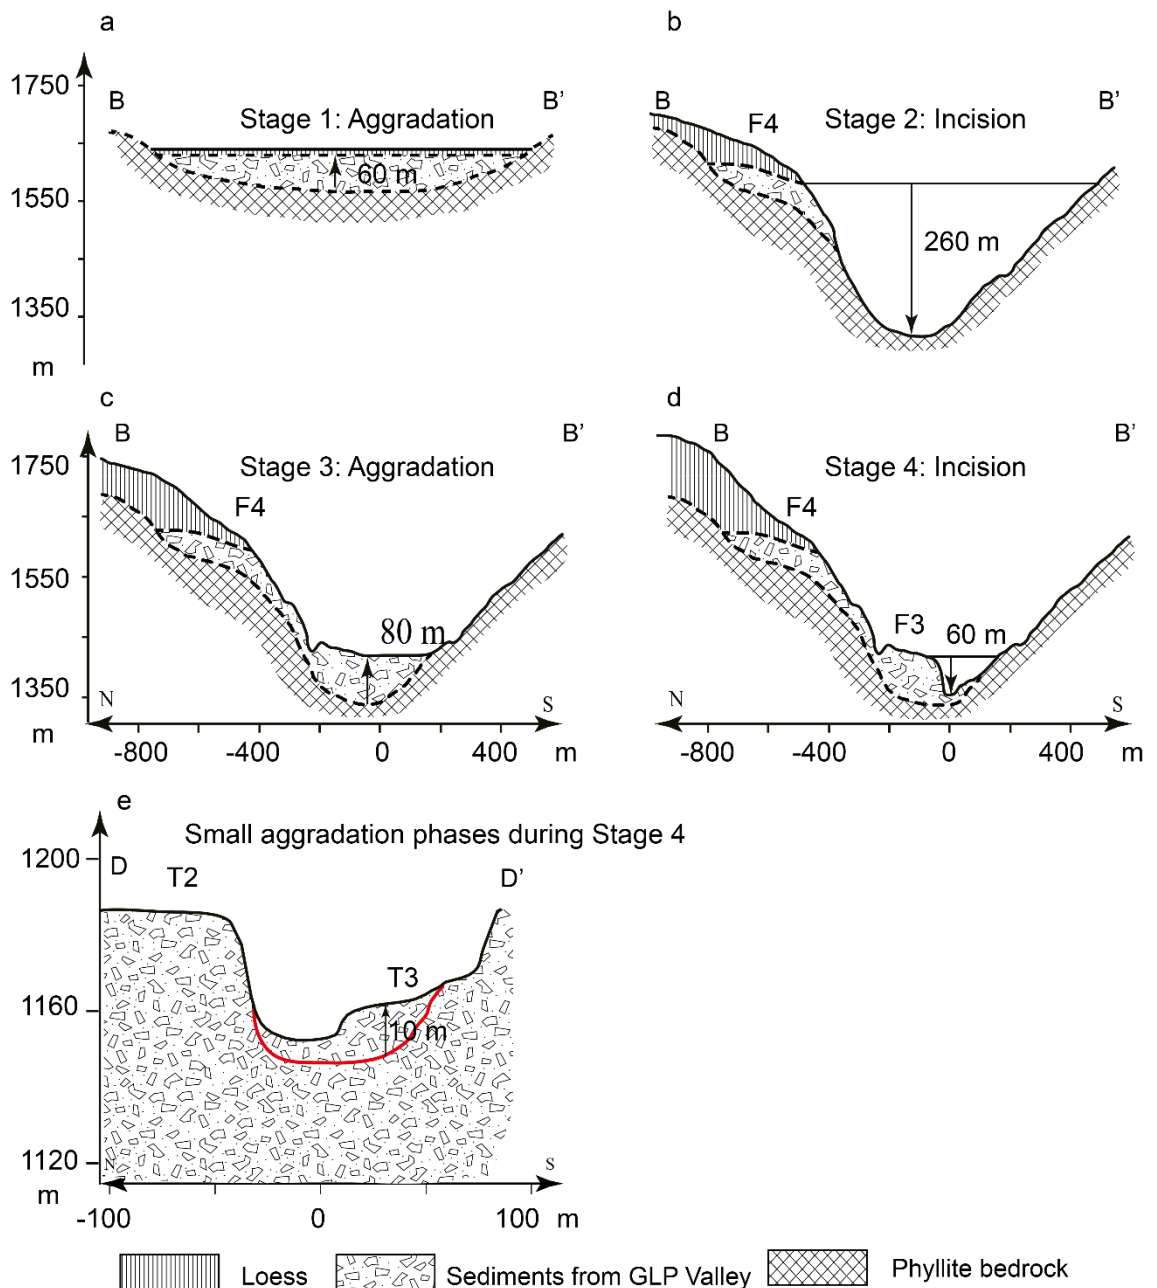 a
B
B'
Stage 1: Aggradation
60 m
1750
1550
1350
m
b
B
B'
F4
Stage 2: Incision
260 m
c
B
B'
Stage 3: Aggradation
F4
80 m
1750
1550
1350
m
N
S
-800 -400 0 400 m
d
B
B'
Stage 4: Incision
F4
F3
60 m
N
S
-800 -400 0 400 m
e
Small aggradation phases during Stage 4
1200
D
D'
T2
T3
1160
10 m
1120
m
N
S
-100 0 100 m
Loess Sediments from GLP Valley Phyllite bedrock